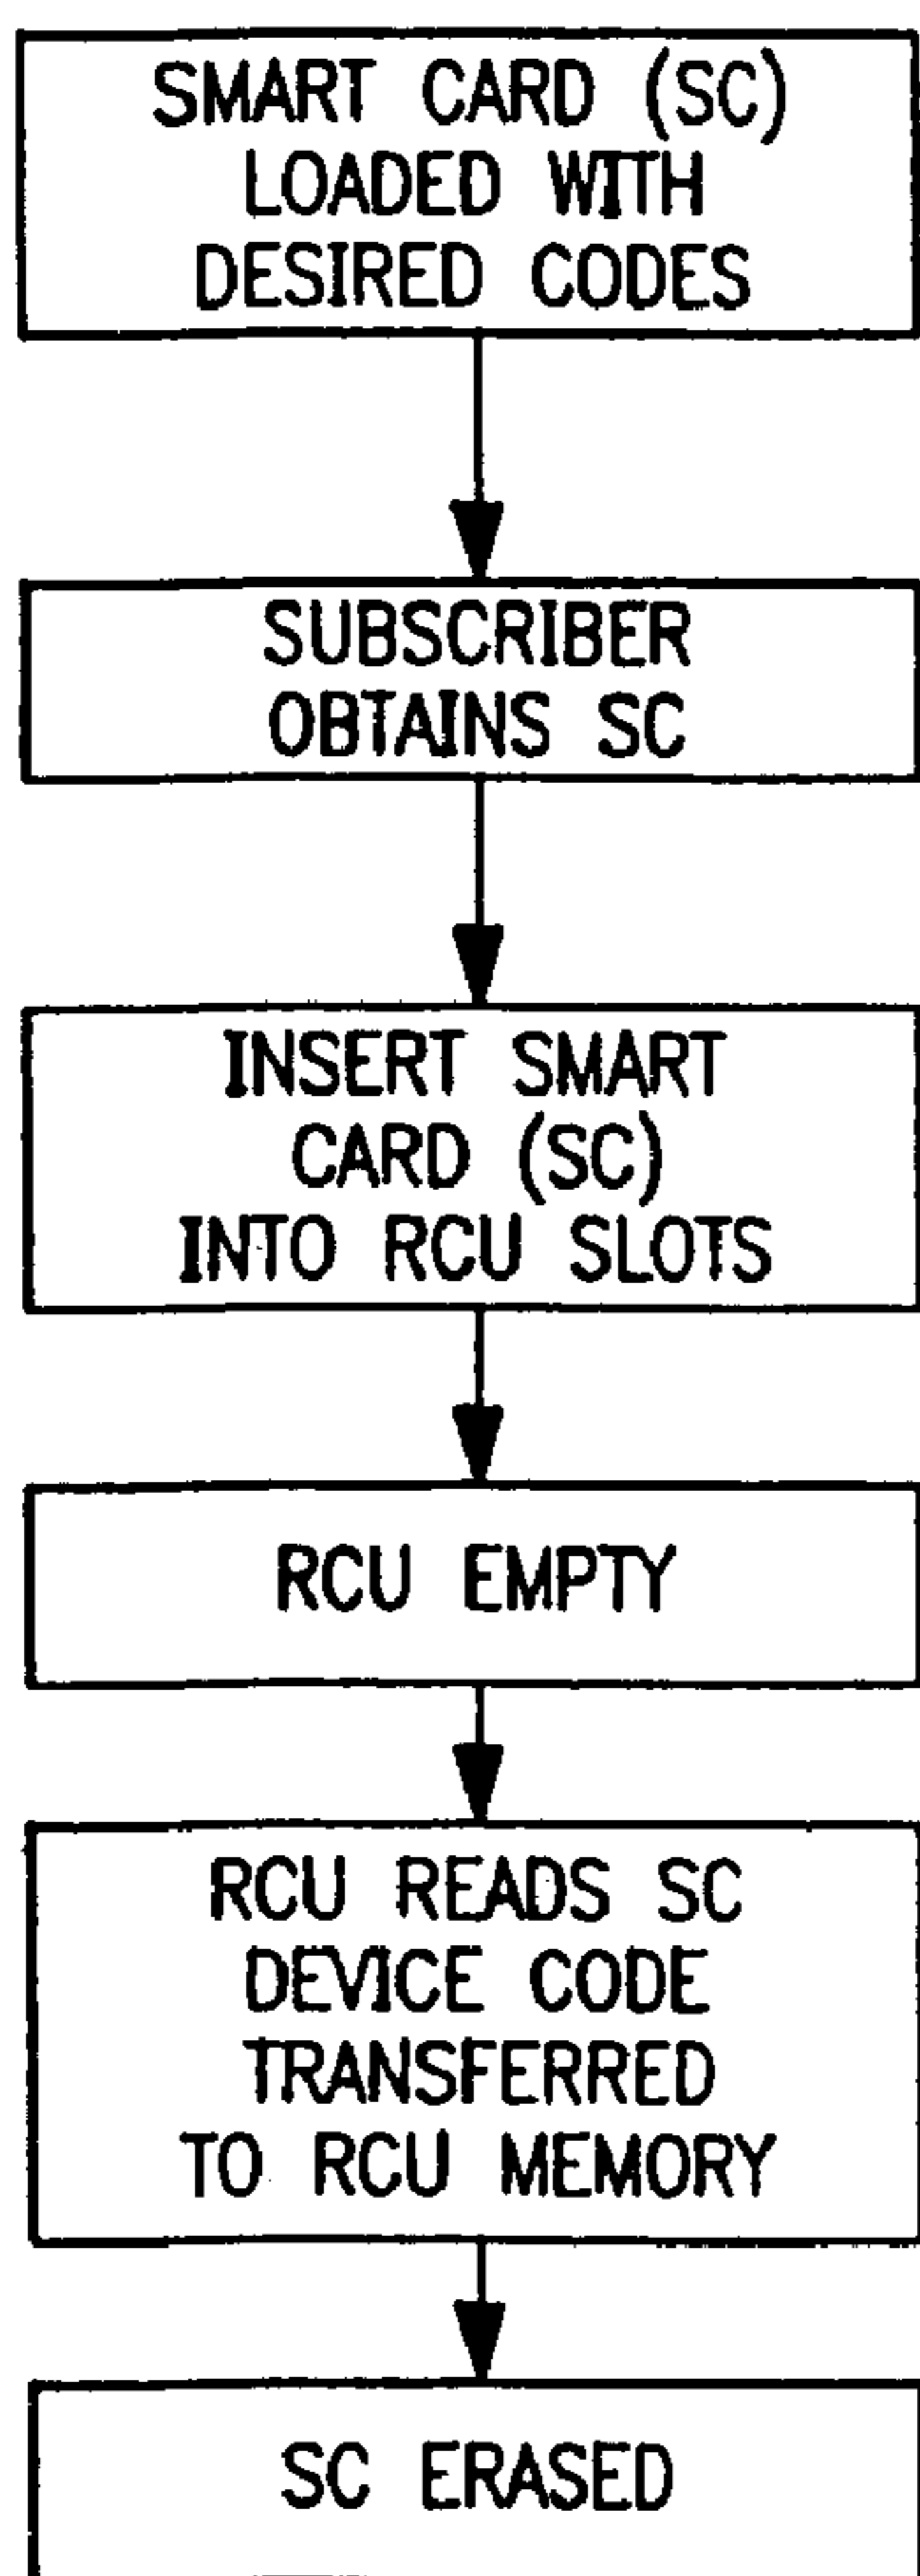 SMART CARD (SC)
LOADED WITH
DESIRED CODES
SUBSCRIBER
OBTAINS SC
INSERT SMART
CARD (SC)
INTO RCU SLOTS
RCU EMPTY
RCU READS SC
DEVICE CODE
TRANSFERRED
TO RCU MEMORY
SC ERASED